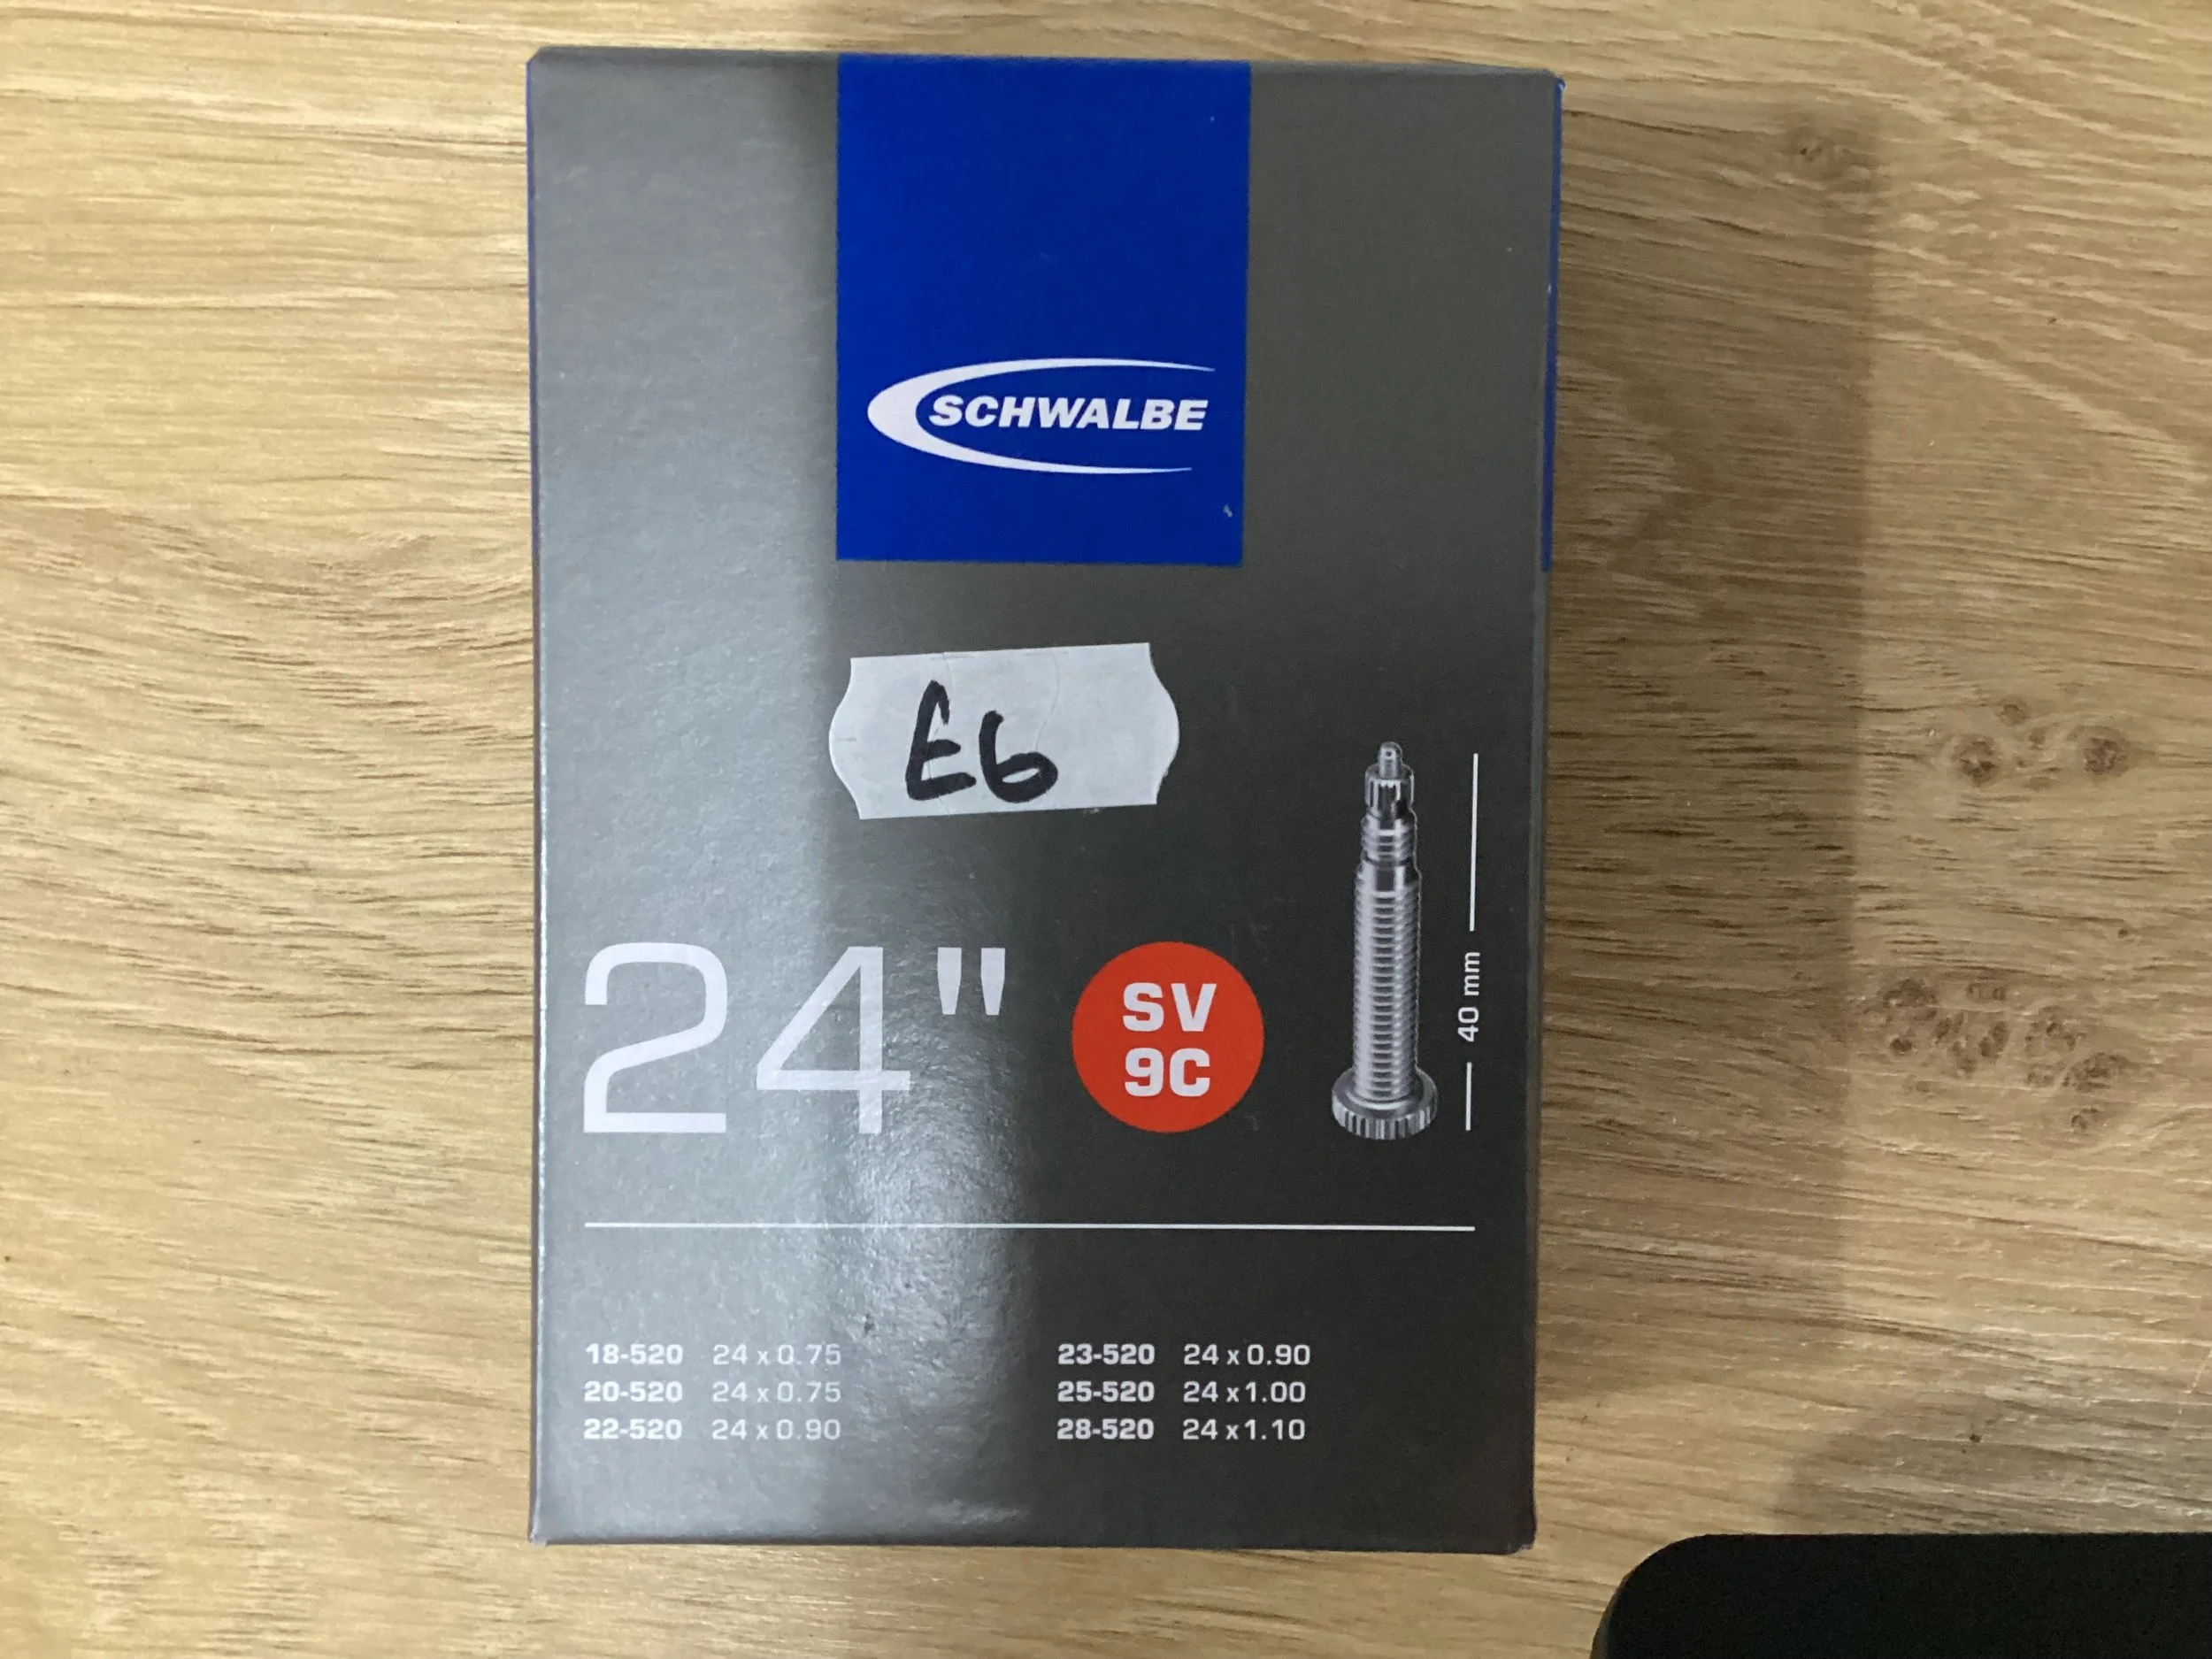 SCHWALBE
E6
24"
SV
9C
40 mm
18-520 24 x 0.75
20-520 24 x 0.75
22-520 24 x 0.90
23-520 24 x 0.90
25-520 24 x 1.00
28-520 24 x 1.10